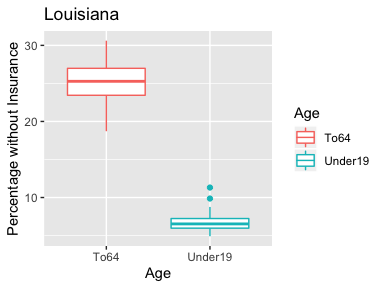 Louisiana
Percentage without Insurance
30
20
10
To64
Under19
Age
Age
To64
Under19